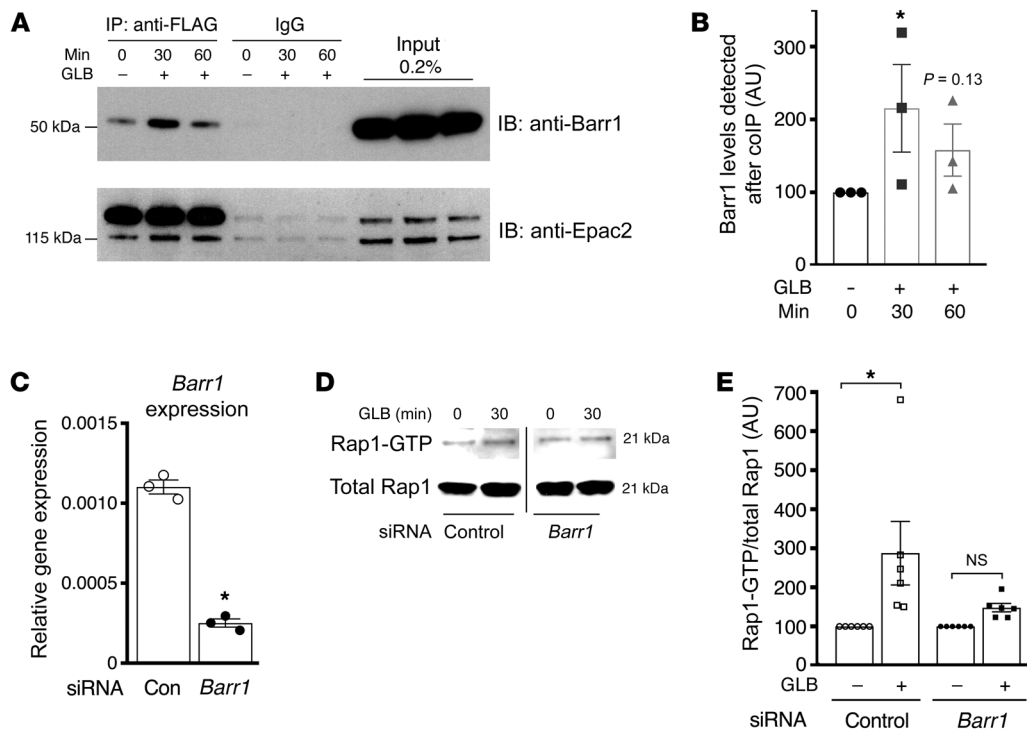 A
IP: anti-FLAG
IgG
Input
0.2%
Min 0 30 60 0 30 60
GLB – + + – + +
50 kDa
IB: anti-Barr1
115 kDa
IB: anti-Epac2
B
Barr1 levels detected
after coIP (AU)
300
200
100
0
*
P = 0.13
GLB – + +
Min 0 30 60
C
Barr1
expression
Relative gene expression
0.0015
0.0010
0.0005
0
*
siRNA Con Barr1
D
GLB (min) 0 30 0 30
Rap1-GTP 21 kDa
Total Rap1 21 kDa
siRNA Control Barr1
E
Rap1-GTP/total Rap1 (AU)
700
600
500
400
300
200
100
0
*
NS
GLB – + – +
siRNA Control Barr1